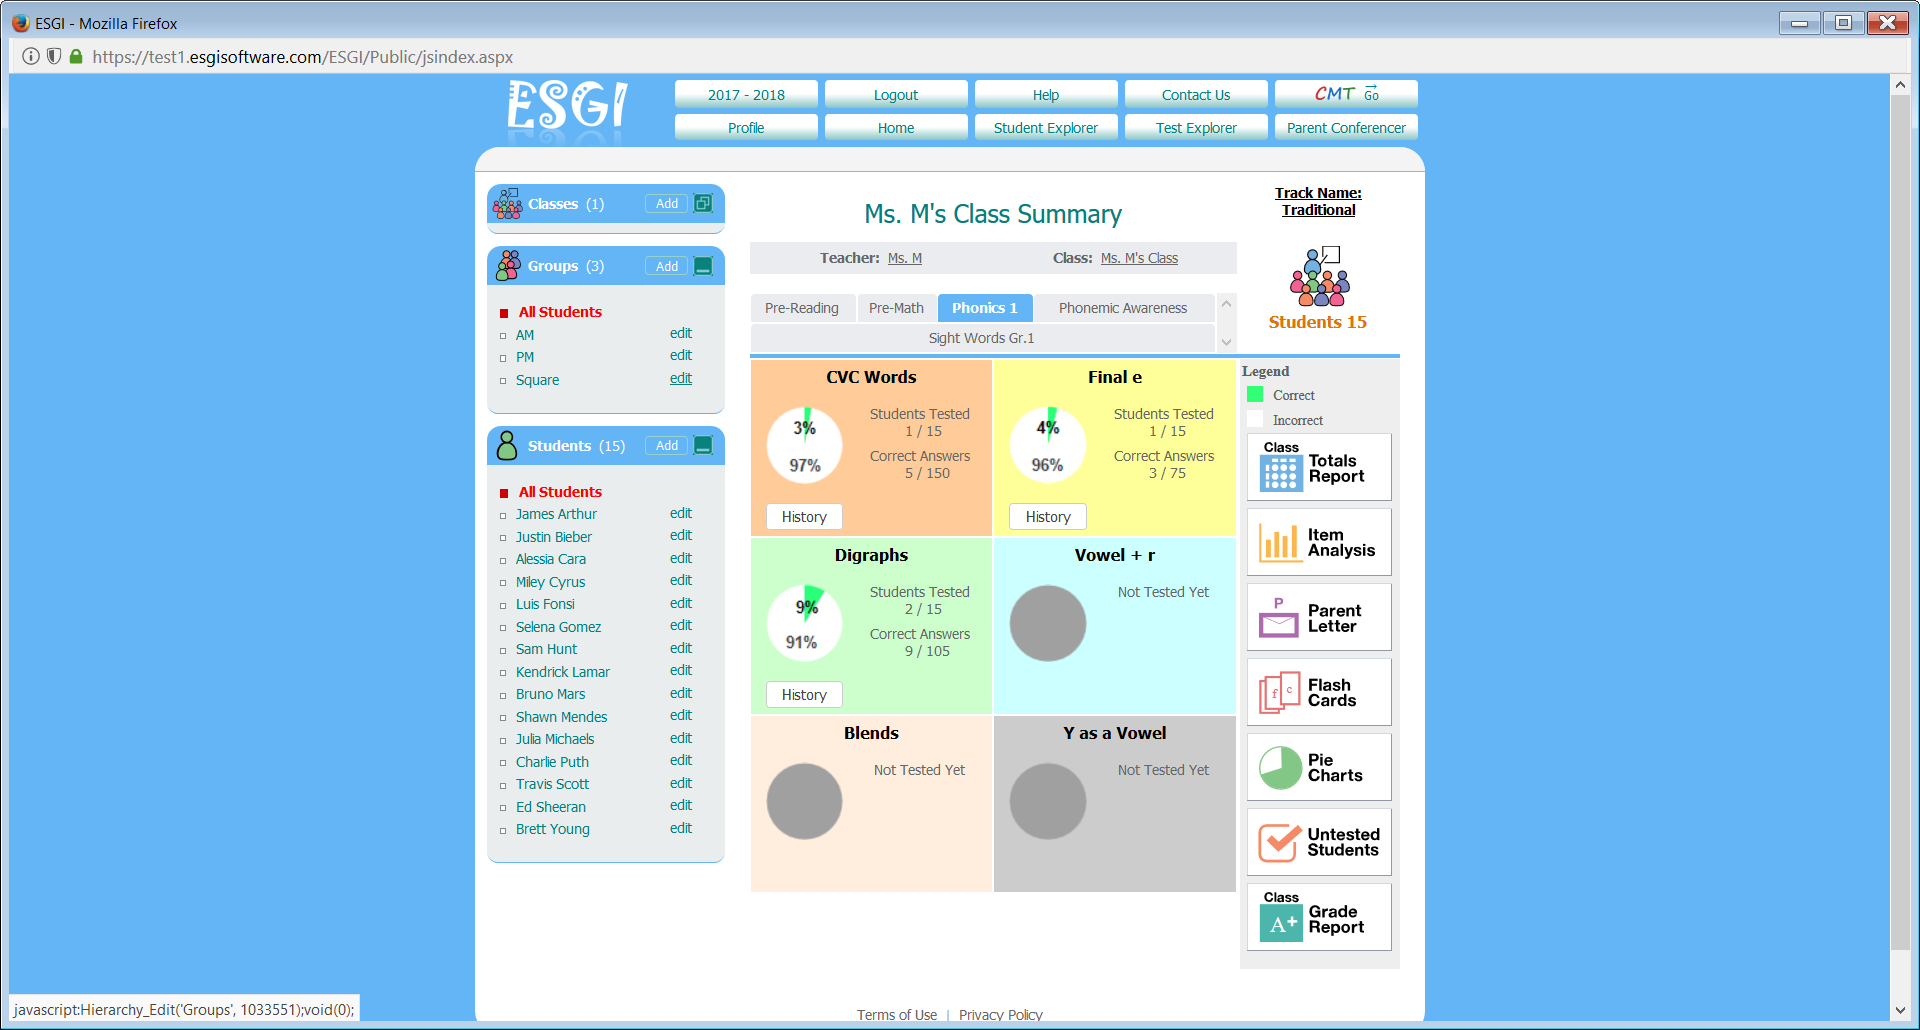 ESGI - Mozilla Firefox
https://test1.esgisoftware.com/ESGI/Public/jsindex.aspx
ESGI
2017 - 2018
Logout
Help
Contact Us
CMT Go
Profile
Home
Student Explorer
Test Explorer
Parent Conferencer
Classes (1)
Add
Groups (3)
Add
All Students
AM edit
PM edit
Square edit
Students (15)
Add
All Students
James Arthur edit
Justin Bieber edit
Alessia Cara edit
Miley Cyrus edit
Luis Fonsi edit
Selena Gomez edit
Sam Hunt edit
Kendrick Lamar edit
Bruno Mars edit
Shawn Mendes edit
Julia Michaels edit
Charlie Puth edit
Travis Scott edit
Ed Sheeran edit
Brett Young edit
Ms. M's Class Summary
Teacher: Ms. M Class: Ms. M's Class
Pre-Reading
Pre-Math
Phonics 1
Phonemic Awareness
Sight Words Gr.1
CVC Words
3%
97%
Students Tested
1 / 15
Correct Answers
5 / 150
History
Final e
4%
96%
Students Tested
1 / 15
Correct Answers
3 / 75
History
Digraphs
9%
91%
Students Tested
2 / 15
Correct Answers
9 / 105
History
Vowel + r
Not Tested Yet
Blends
Not Tested Yet
Y as a Vowel
Not Tested Yet
Track Name:
Traditional
Students 15
Legend
Correct
Incorrect
Class
Totals
Report
Item
Analysis
P
Parent
Letter
f c
Flash
Cards
Pie
Charts
Untested
Students
Class
A+
Grade
Report
Terms of Use | Privacy Policy
javascript:Hierarchy_Edit('Groups', 1033551);void(0);